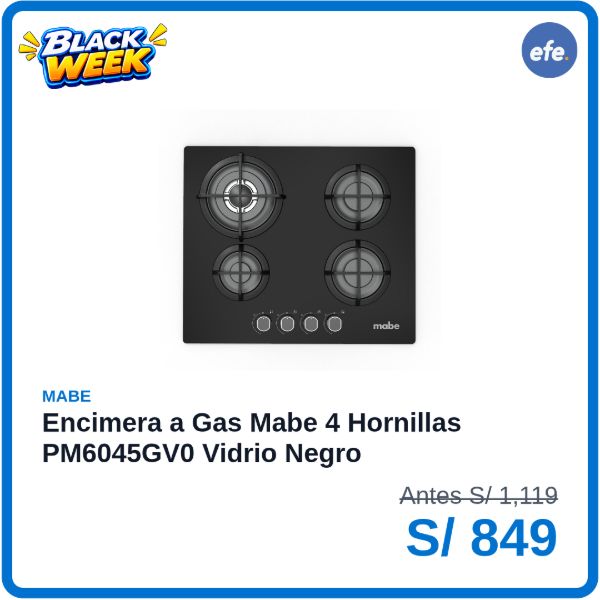 BLACK
WEEK
efe.
mabe
MABE
Encimera a Gas Mabe 4 Hornillas
PM6045GV0 Vidrio Negro
Antes S/ 1,119
S/ 849